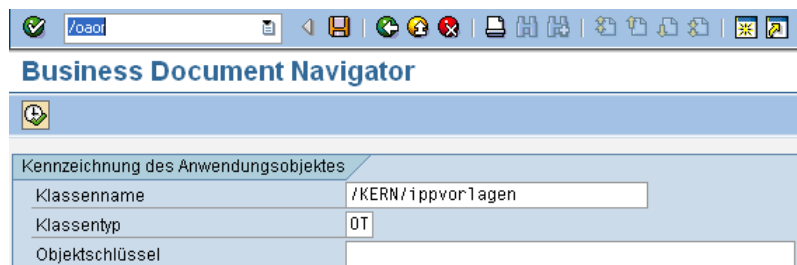 /oaor
Business Document Navigator
Kennzeichnung des Anwendungsobjektes
Klassenname /KERN/ippvorlagen
Klassentyp OT
Objektschlüssel